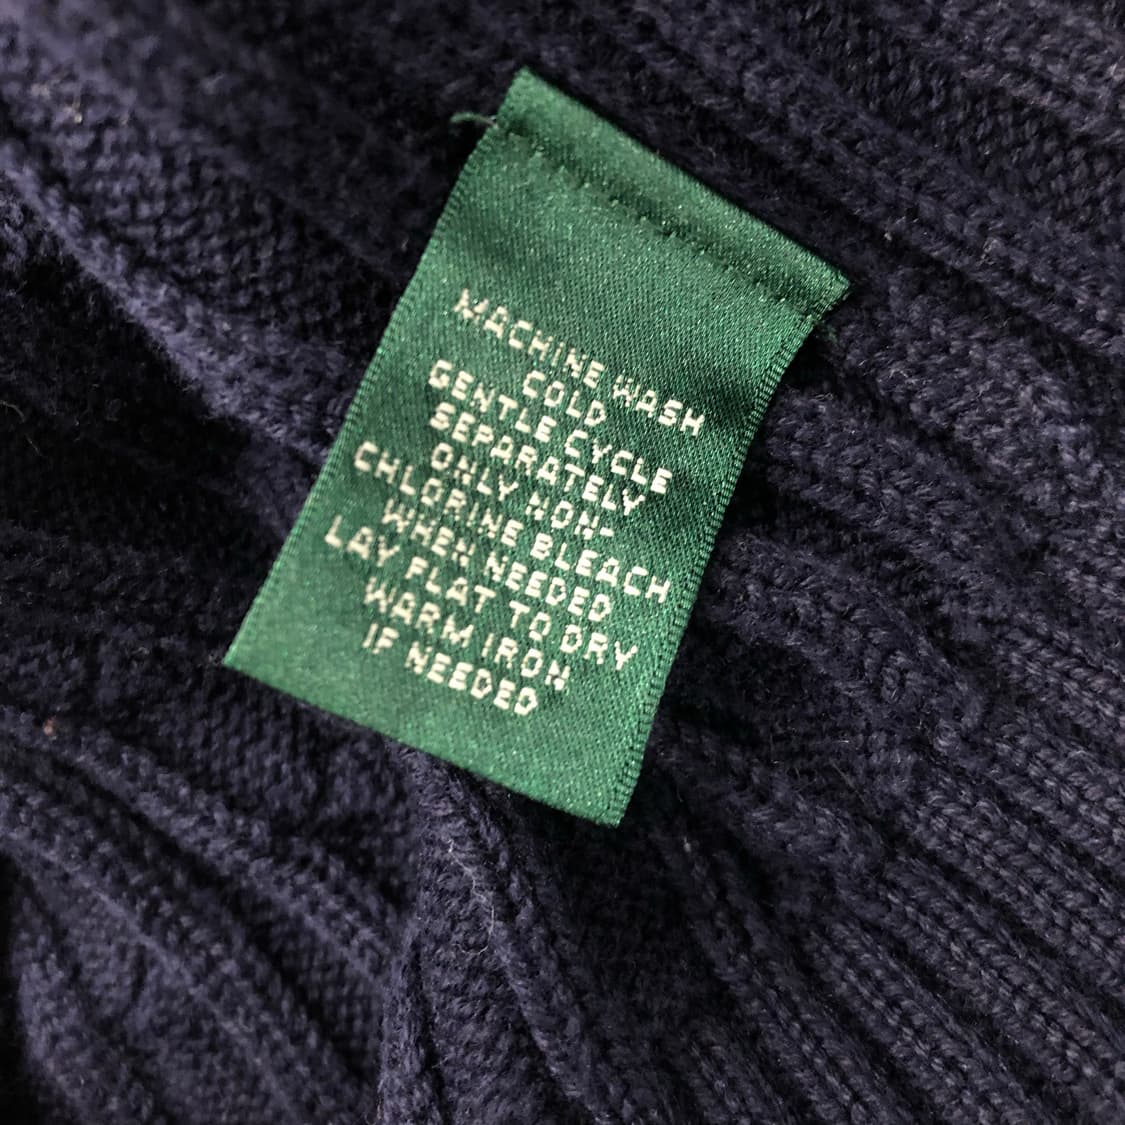 MACHINE WASH
COLD
GENTLE CYCLE
SEPARATELY
ONLY NON-
CHLORINE BLEACH
WHEN NEEDED
LAY FLAT TO DRY
WARM IRON
IF NEEDED